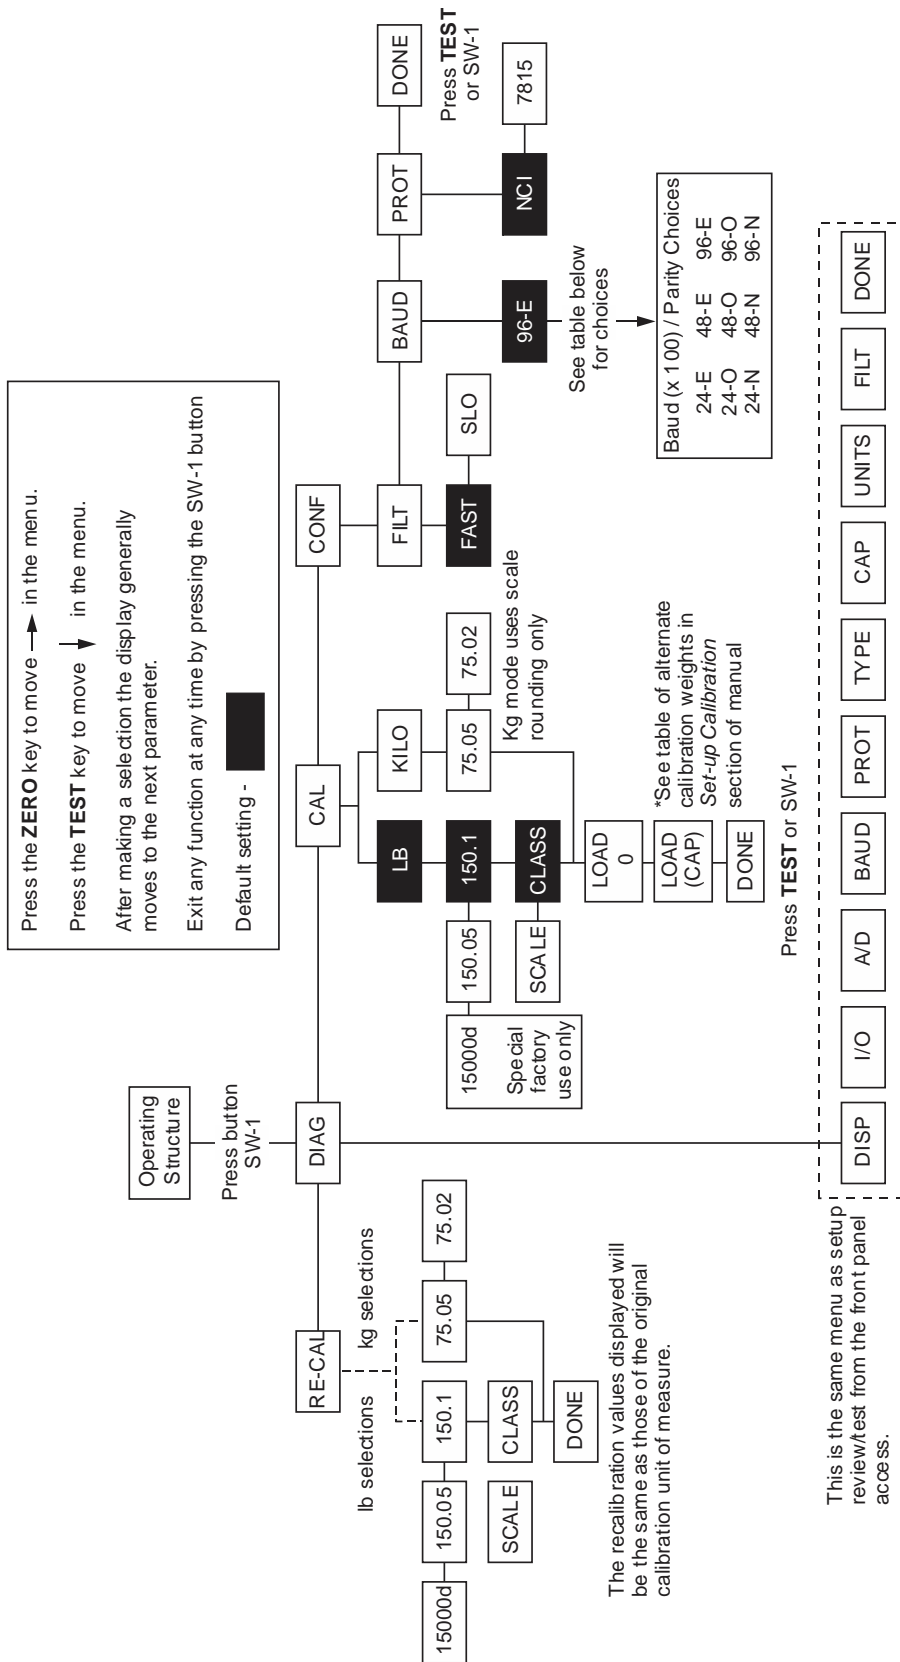 Press the ZERO key to move in the menu.
Press the TEST key to move in the menu.
After making a selection the display generally
moves to the next parameter.
Exit any function at any time by pressing the SW-1 button
Default setting -
Operating
Structure
Press button
SW-1
RE-CAL
DIAG
CAL
CONF
lb selections
kg selections
15000d
150.05
150.1
75.05
75.02
SCALE
CLASS
DONE
The recalibration values displayed will
be the same as those of the original
calibration unit of measure.
LB
KILO
15000d
Special
factory
use only
150.05
150.1
75.05
75.02
SCALE
CLASS
Kg mode uses scale
rounding only
LOAD
0
LOAD
(CAP)
DONE
*See table of alternate
calibration weights in
Set-up Calibration
section of manual
FILT
BAUD
PROT
DONE
Press TEST
or SW-1
FAST
SLO
96-E
NCI
7815
See table below
for choices
Baud (x 100) / Parity Choices
24-E 48-E 96-E
24-O 48-O 96-O
24-N 48-N 96-N
Press TEST or SW-1
DISP
I/O
A/D
BAUD
PROT
TYPE
CAP
UNITS
FILT
DONE
This is the same menu as setup
review/test from the front panel
access.